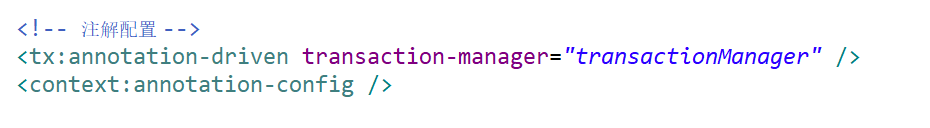 <!-- 注解配置 -->
<tx:annotation-driven transaction-manager="transactionManager" />
<context:annotation-config />